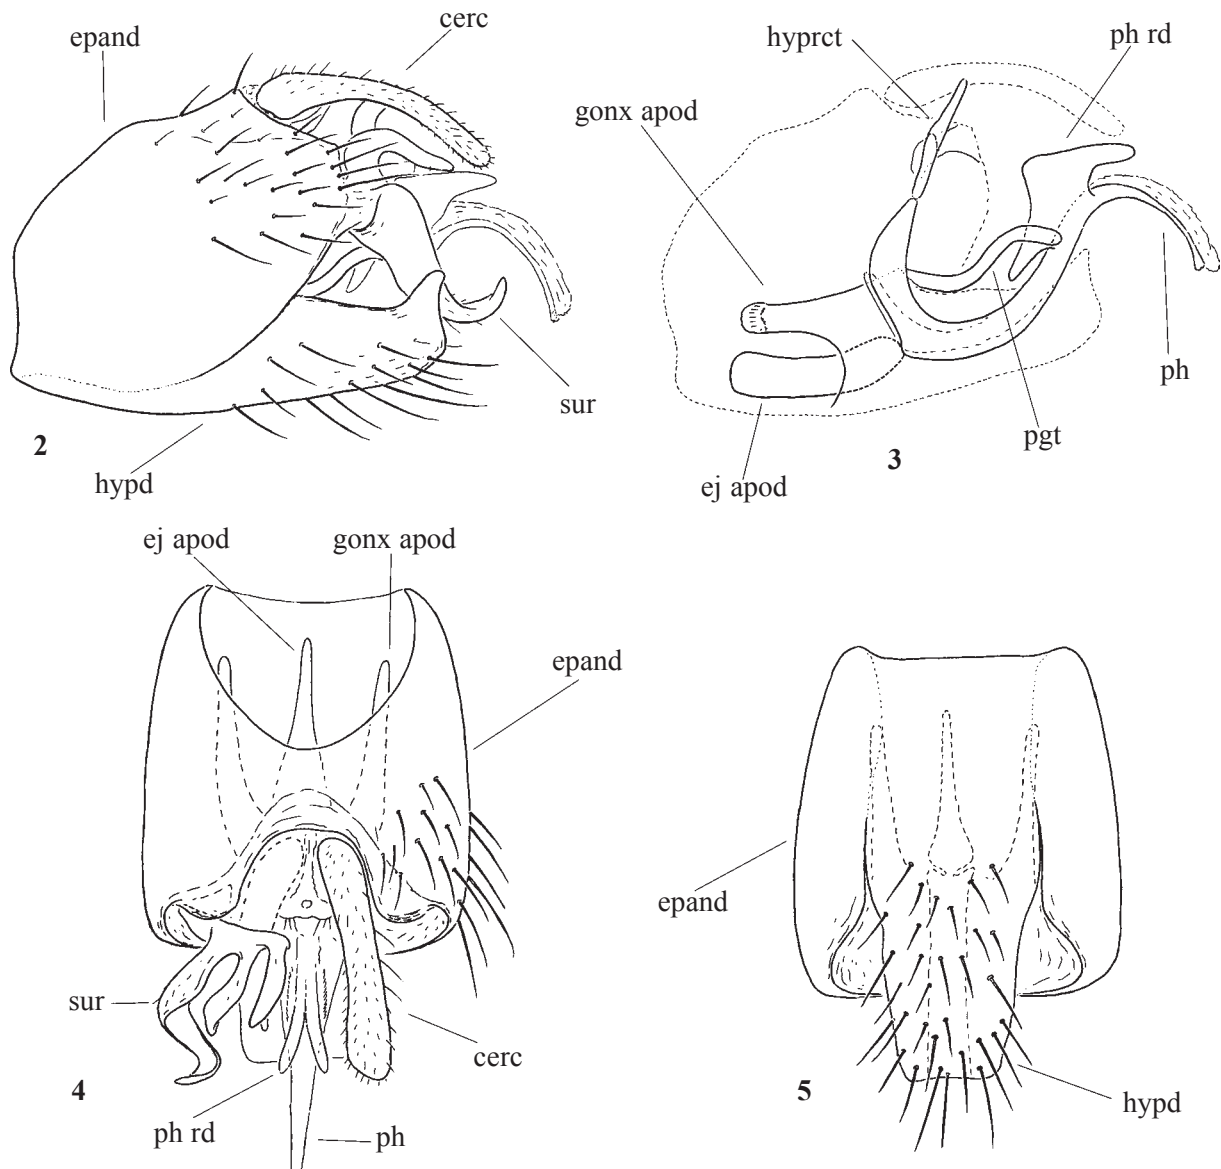 epand
cerc
sur
2
hypd
hyprct
ph rd
gonx apod
ph
pgt
3
ej apod
ej apod
gonx apod
epand
sur
cerc
4
ph rd
ph
epand
5
hypd